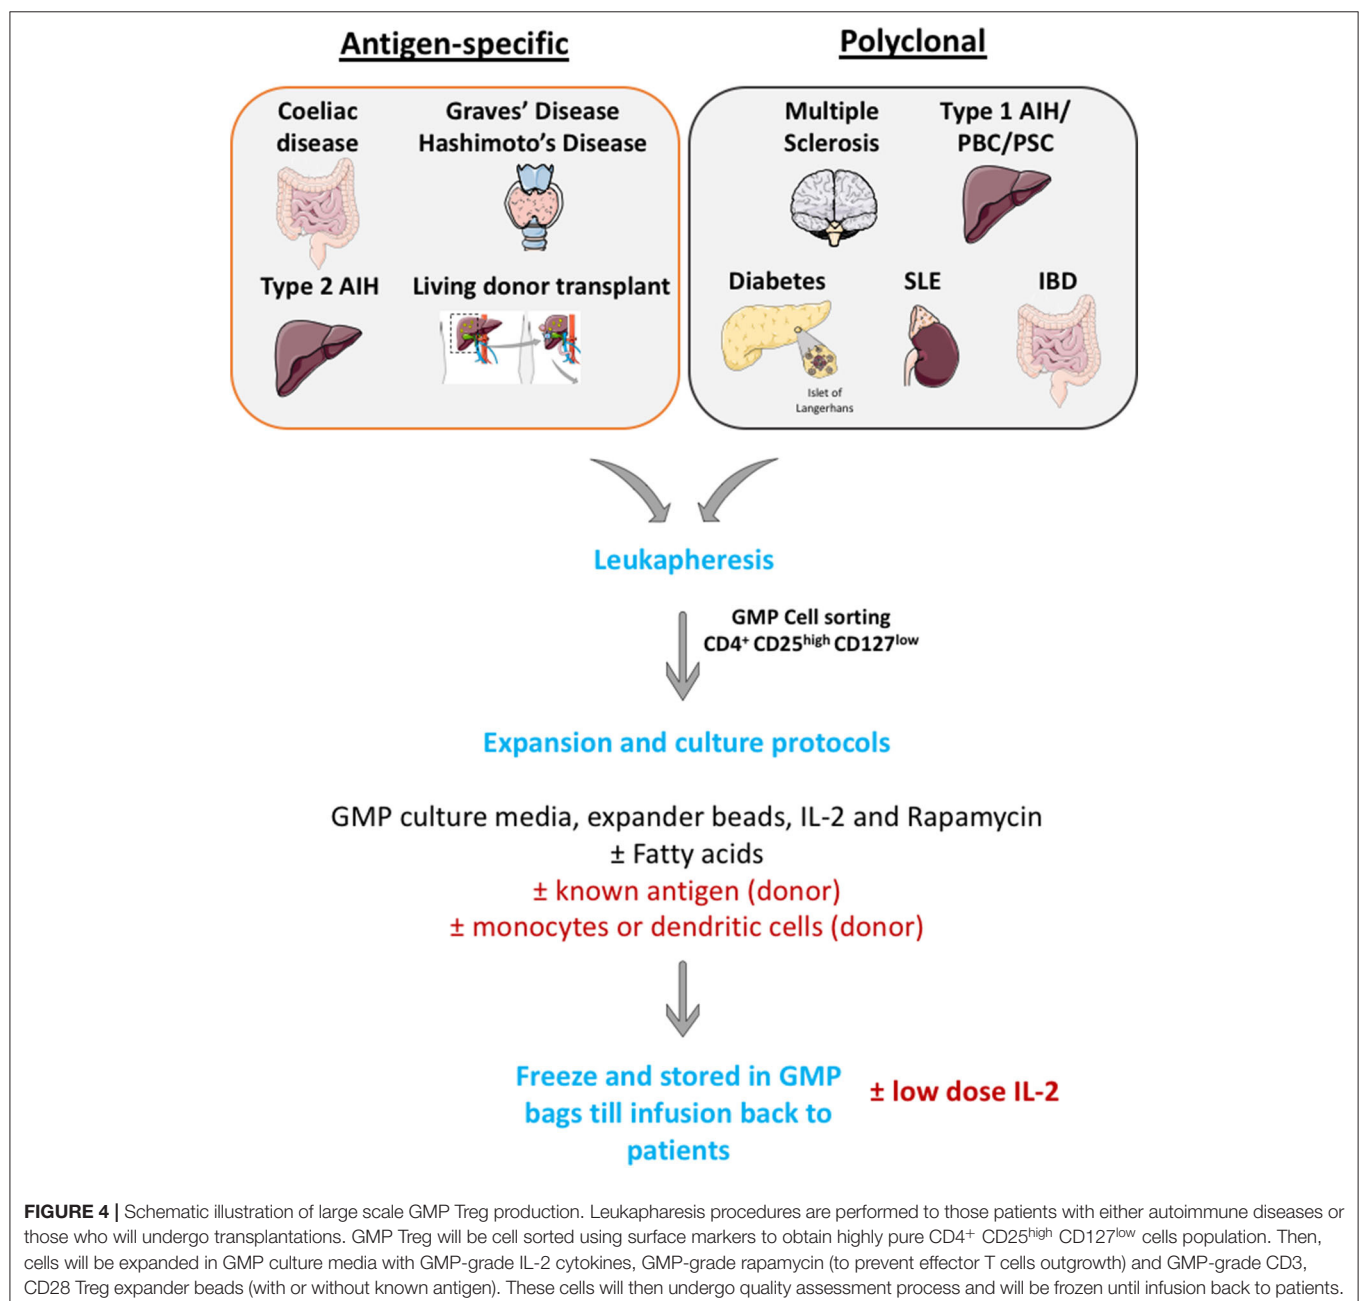 Antigen-specific
Polyclonal
Coeliac
disease
Graves' Disease
Hashimoto's Disease
Type 2 AIH
Living donor transplant
Multiple
Sclerosis
Type 1 AIH/
PBC/PSC
Diabetes
SLE
IBD
Islet of
Langerhans
Leukapheresis
GMP Cell sorting
CD4⁺ CD25ʰⁱᵍʰ CD127ˡᵒʷ
Expansion and culture protocols
GMP culture media, expander beads, IL-2 and Rapamycin
± Fatty acids
± known antigen (donor)
± monocytes or dendritic cells (donor)
Freeze and stored in GMP
bags till infusion back to
patients
± low dose IL-2
FIGURE 4 | Schematic illustration of large scale GMP Treg production. Leukapharesis procedures are performed to those patients with either autoimmune diseases or
those who will undergo transplantations. GMP Treg will be cell sorted using surface markers to obtain highly pure CD4⁺ CD25ʰⁱᵍʰ CD127ˡᵒʷ cells population. Then,
cells will be expanded in GMP culture media with GMP-grade IL-2 cytokines, GMP-grade rapamycin (to prevent effector T cells outgrowth) and GMP-grade CD3,
CD28 Treg expander beads (with or without known antigen). These cells will then undergo quality assessment process and will be frozen until infusion back to patients.